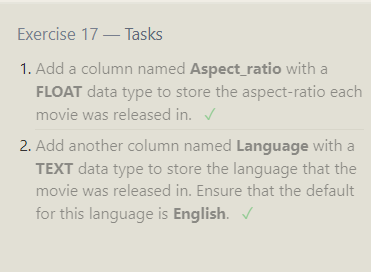 Exercise 17 — Tasks
1. Add a column named Aspect_ratio with a
FLOAT data type to store the aspect-ratio each
movie was released in. ✓
2. Add another column named Language with a
TEXT data type to store the language that the
movie was released in. Ensure that the default
for this language is English. ✓